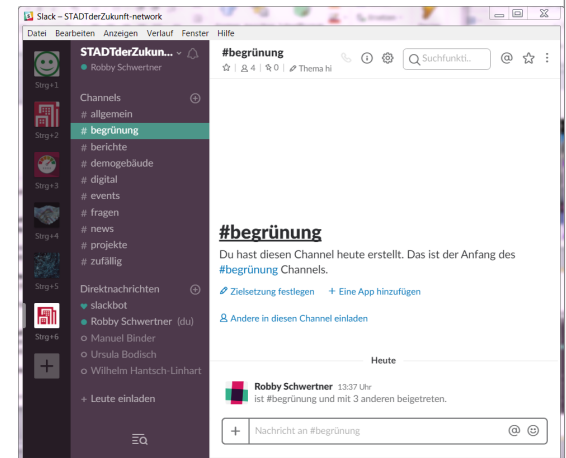 Slack – STADTderZukunft-network
Datei Bearbeiten Anzeigen Verlauf Fenster Hilfe
Strg+1
Strg+2
Strg+3
Strg+4
Strg+5
Strg+6
STADTderZukun...
Robby Schwertner
Channels
# allgemein
# begrünung
# berichte
# demogebäude
# digital
# events
# fragen
# news
# projekte
# zufällig
Direktnachrichten
slackbot
Robby Schwertner (du)
Manuel Binder
Ursula Bodisch
Wilhelm Hantsch-Linhart
+ Leute einladen
#begrünung
4 | 0 | Thema hi
Suchfunkti..
#begrünung
Du hast diesen Channel heute erstellt. Das ist der Anfang des
#begrünung Channels.
Zielsetzung festlegen + Eine App hinzufügen
Andere in diesen Channel einladen
Heute
Robby Schwertner 13:37 Uhr
ist #begrünung und mit 3 anderen beigetreten.
Nachricht an #begrünung